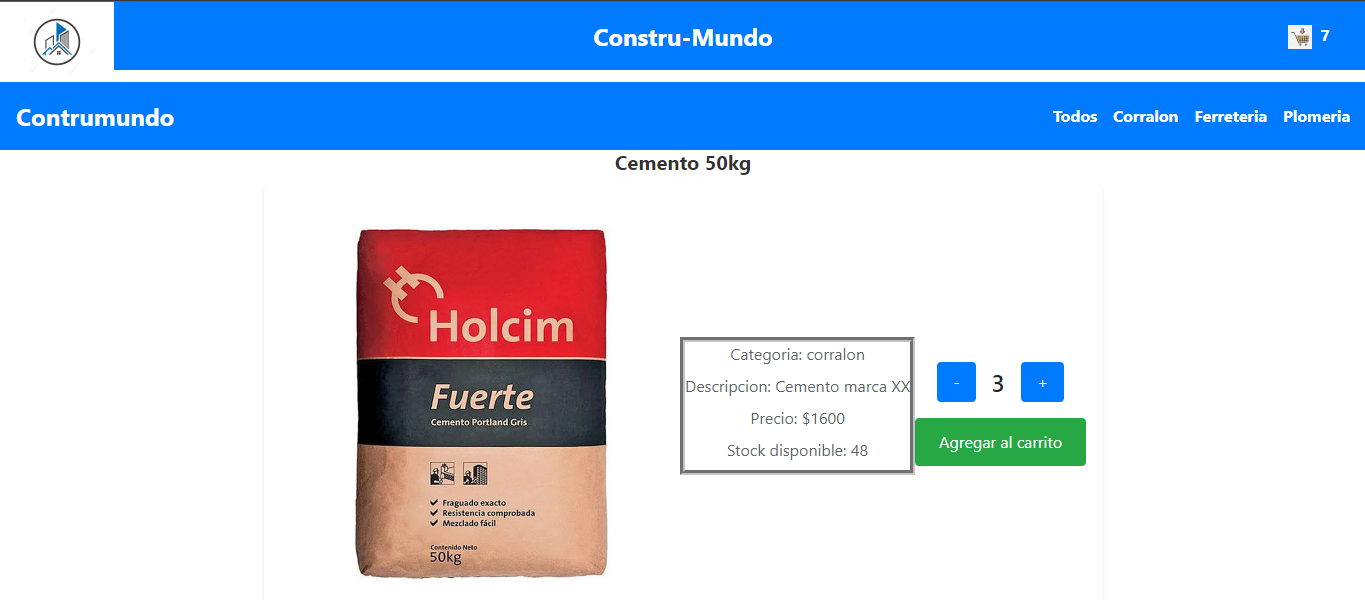 Constru-Mundo
7
Contrumundo
Todos Corralon Ferreteria Plomeria
Cemento 50kg
Holcim
Fuerte
Cemento Portland Gris
Fraguado exacto
Resistencia comprobada
Mezclado fácil
Contenido Neto
50kg
Categoria: corralon
Descripcion: Cemento marca XX
Precio: $1600
Stock disponible: 48
- 3 +
Agregar al carrito